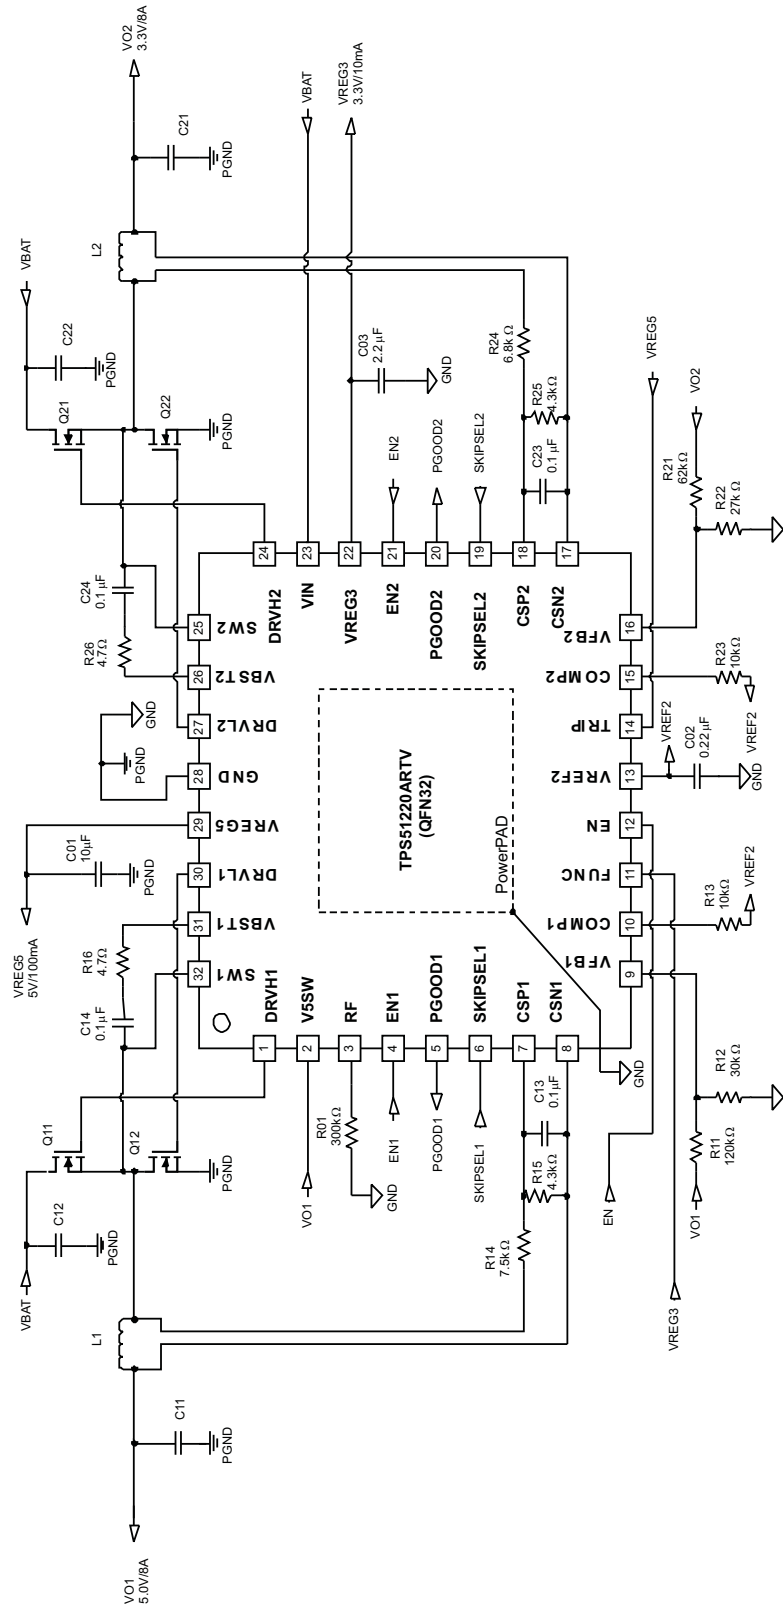 VBAT
VREG5
5V/100mA
VBAT
VO1
5.0V/8A
C11
PGND
L1
C12
PGND
Q11
Q12
PGND
C14
0.1μF
R16
4.7Ω
C01
10μF
PGND
PGND
GND
R26
4.7Ω
C24
0.1μF
Q21
Q22
PGND
C22
PGND
L2
C21
PGND
VO2
3.3V/8A
32
31
30
29
28
27
26
25
SW1
VBST1
DRVL1
VREG5
GND
DRVL2
VBST2
SW2
1
DRVH1
2
V5SW
3
RF
4
EN1
5
PGOOD1
6
SKIPSEL1
7
CSP1
8
CSN1
VO1
R01
300kΩ
GND
EN1
PGOOD1
SKIPSEL1
R14
7.5kΩ
R15
4.3kΩ
C13
0.1μF
TPS51220ARTV
(QFN32)
PowerPAD
GND
DRVH2
24
VIN
23
VREG3
22
EN2
21
PGOOD2
20
SKIPSEL2
19
CSP2
18
CSN2
17
VBAT
VREG3
3.3V/10mA
C03
2.2μF
GND
EN2
PGOOD2
SKIPSEL2
C23
0.1μF
R25
4.3kΩ
R24
6.8kΩ
VFB1
COMP1
FUNC
EN
VREF2
TRIP
COMP2
VFB2
9
10
11
12
13
14
15
16
EN
VREG3
VO1
R11
120kΩ
R12
30kΩ
R13
10kΩ
VREF2
VREF2
C02
0.22μF
GND
R23
10kΩ
VREF2
R21
62kΩ
R22
27kΩ
VO2
VREG5